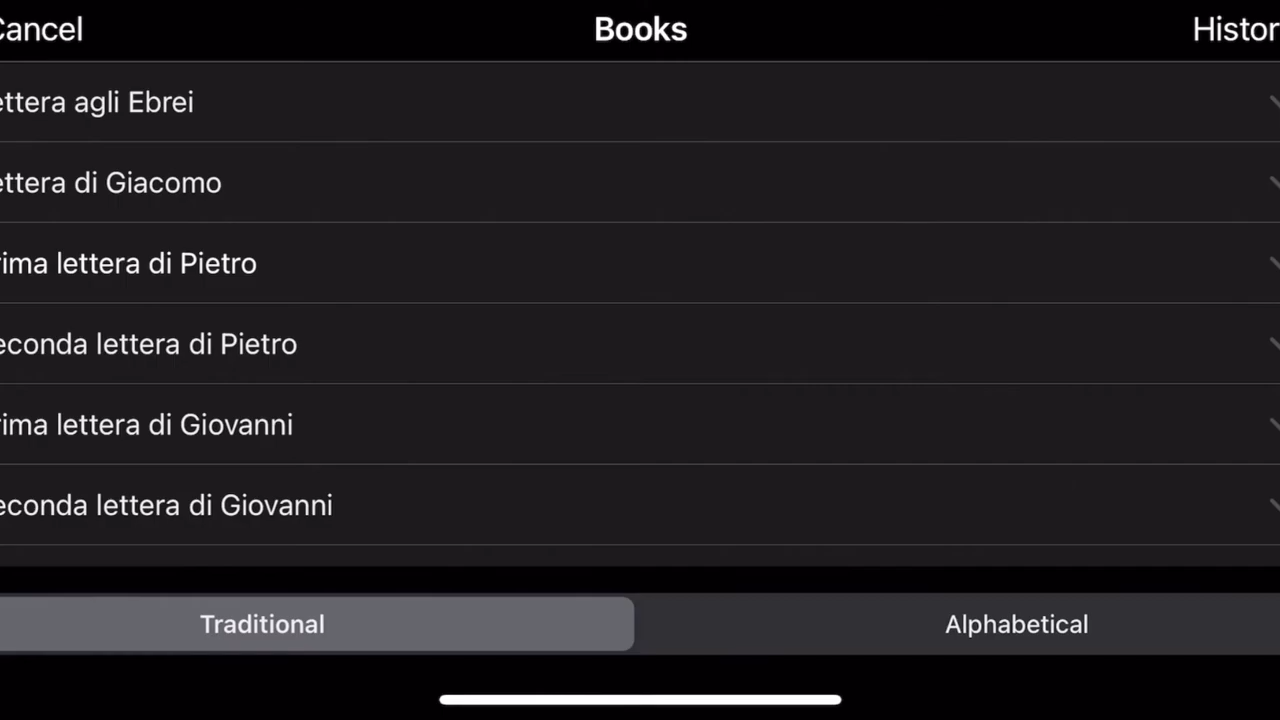 Cancel Books Histor
ettera agli Ebrei
ettera di Giacomo
rima lettera di Pietro
econda lettera di Pietro
rima lettera di Giovanni
econda lettera di Giovanni
Traditional Alphabetical